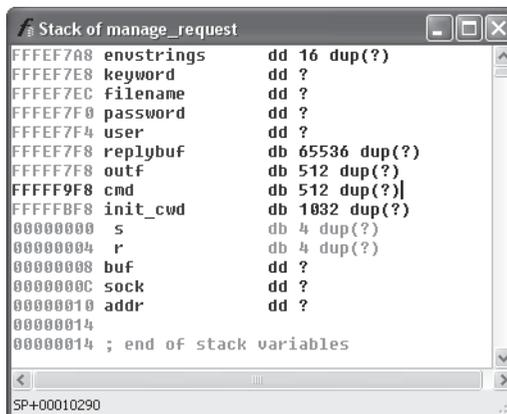 Stack of manage_request
FFFEF7A8 envstrings dd 16 dup(?)
FFFEF7E8 keyword dd ?
FFFEF7EC filename dd ?
FFFEF7F0 password dd ?
FFFEF7F4 user dd ?
FFFEF7F8 replybuf db 65536 dup(?)
FFFFF7F8 outf db 512 dup(?)
FFFFF9F8 cmd db 512 dup(?)
FFFFFBF8 init_cwd db 1032 dup(?)
00000000 s db 4 dup(?)
00000004 r db 4 dup(?)
00000008 buf dd ?
0000000C sock dd ?
00000010 addr dd ?
00000014
00000014 ; end of stack variables
SP+00010290